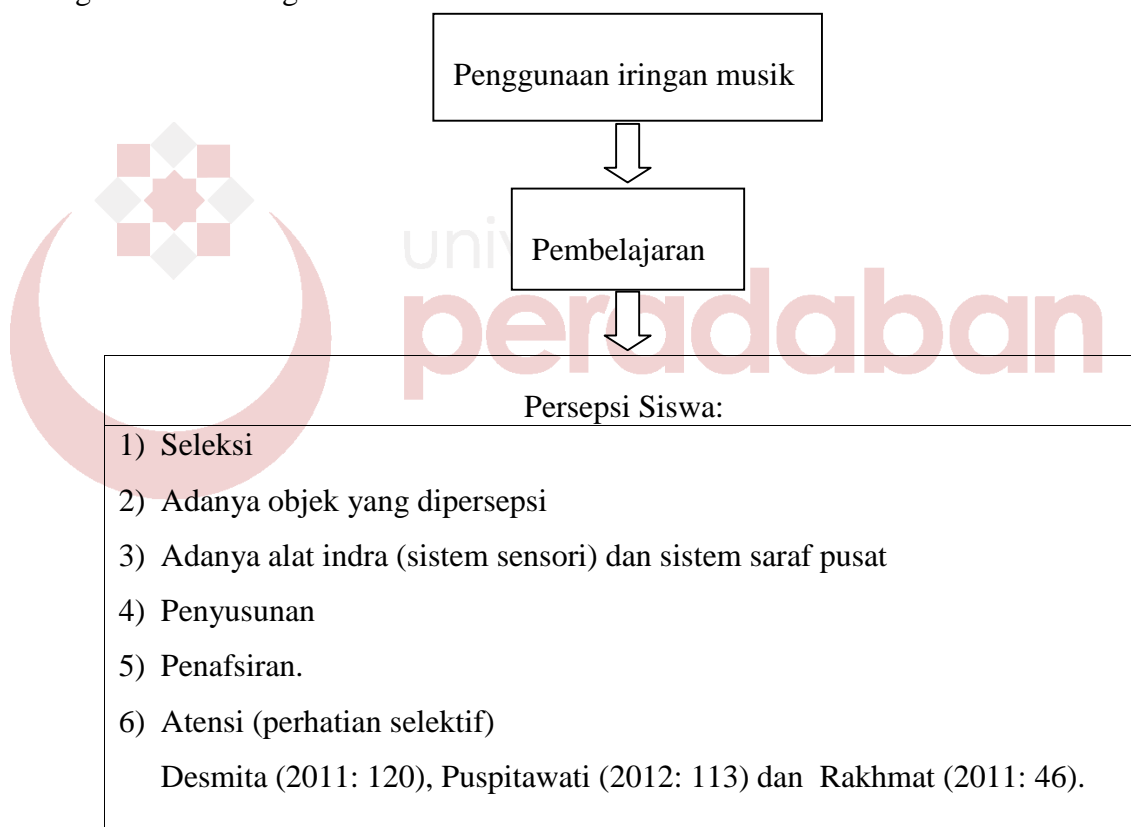 Penggunaan iringan musik
Pembelajaran
uni
peradaban
Persepsi Siswa:
1) Seleksi
2) Adanya objek yang dipersepsi
3) Adanya alat indra (sistem sensori) dan sistem saraf pusat
4) Penyusunan
5) Penafsiran.
6) Atensi (perhatian selektif)
Desmita (2011: 120), Puspitawati (2012: 113) dan Rakhmat (2011: 46).